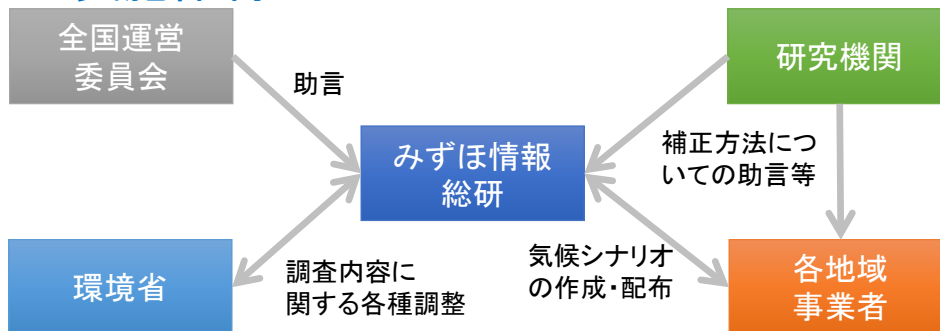 全国運営
委員会
助言
研究機関
みずほ情報
総研
補正方法につ
いての助言等
環境省
調査内容に
関する各種調整
気候シナリオ
の作成・配布
各地域
事業者